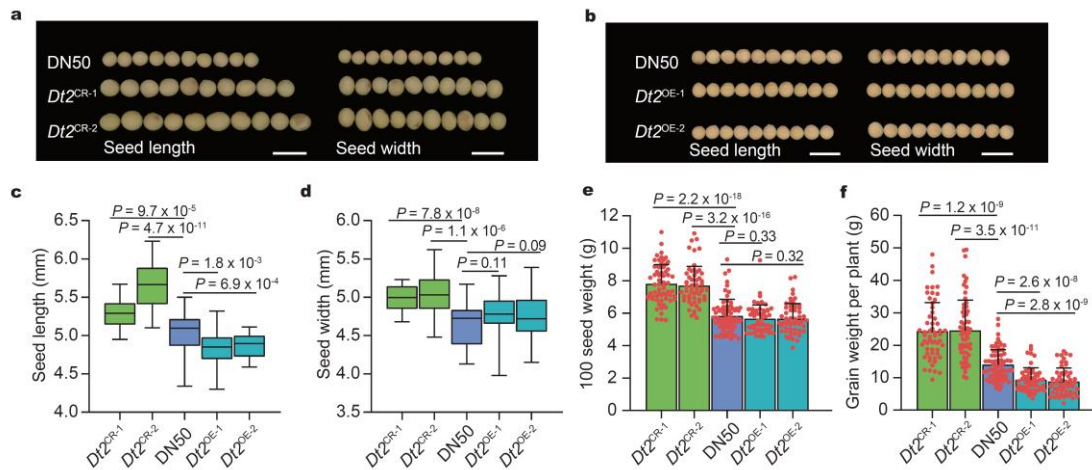 a
DN50
Dt2CR-1
Dt2CR-2
Seed length
Seed width
b
DN50
Dt2OE-1
Dt2OE-2
Seed length
Seed width
c
Seed length (mm)
6.5
6.0
5.5
5.0
4.5
4.0
P = 9.7 x 10-5
P = 4.7 x 10-11
P = 1.8 x 10-3
P = 6.9 x 10-4
Dt2CR-1
Dt2CR-2
DN50
Dt2OE-1
Dt2OE-2
d
Seed width (mm)
6.0
5.5
5.0
4.5
4.0
3.5
P = 7.8 x 10-8
P = 1.1 x 10-6
P = 0.09
P = 0.11
Dt2CR-1
Dt2CR-2
DN50
Dt2OE-1
Dt2OE-2
e
100 seed weight (g)
12
10
8
6
4
2
0
P = 2.2 x 10-18
P = 3.2 x 10-16
P = 0.33
P = 0.32
Dt2CR-1
Dt2CR-2
DN50
Dt2OE-1
Dt2OE-2
f
Grain weight per plant (g)
60
50
40
30
20
10
0
P = 1.2 x 10-9
P = 3.5 x 10-11
P = 2.6 x 10-8
P = 2.8 x 10-9
Dt2CR-1
Dt2CR-2
DN50
Dt2OE-1
Dt2OE-2